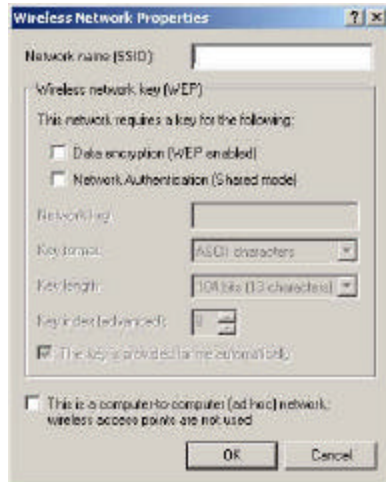 Wireless Network Properties
Network name (SSID):
Wireless network key (WEP)
This network requires a key for the following:
Data encryption (WEP enabled)
Network Authentication (Shared mode)
Network key:
Key format:
ASCII characters
Key length:
104 bits (13 characters)
Key index (advanced):
0
The key is provided for me automatically
This is a computer-to-computer (ad hoc) network;
wireless access points are not used
OK
Cancel